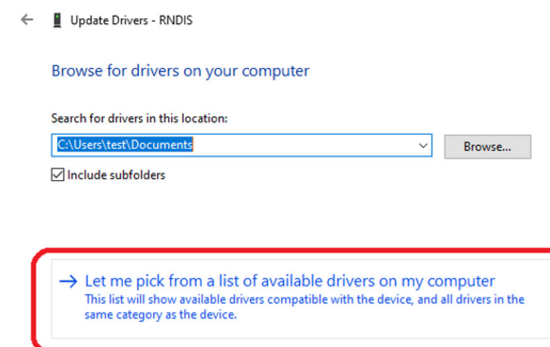 Update Drivers - RNDIS
Browse for drivers on your computer
Search for drivers in this location:
C:\Users\test\Documents
Browse...
Include subfolders
Let me pick from a list of available drivers on my computer
This list will show available drivers compatible with the device, and all drivers in the
same category as the device.